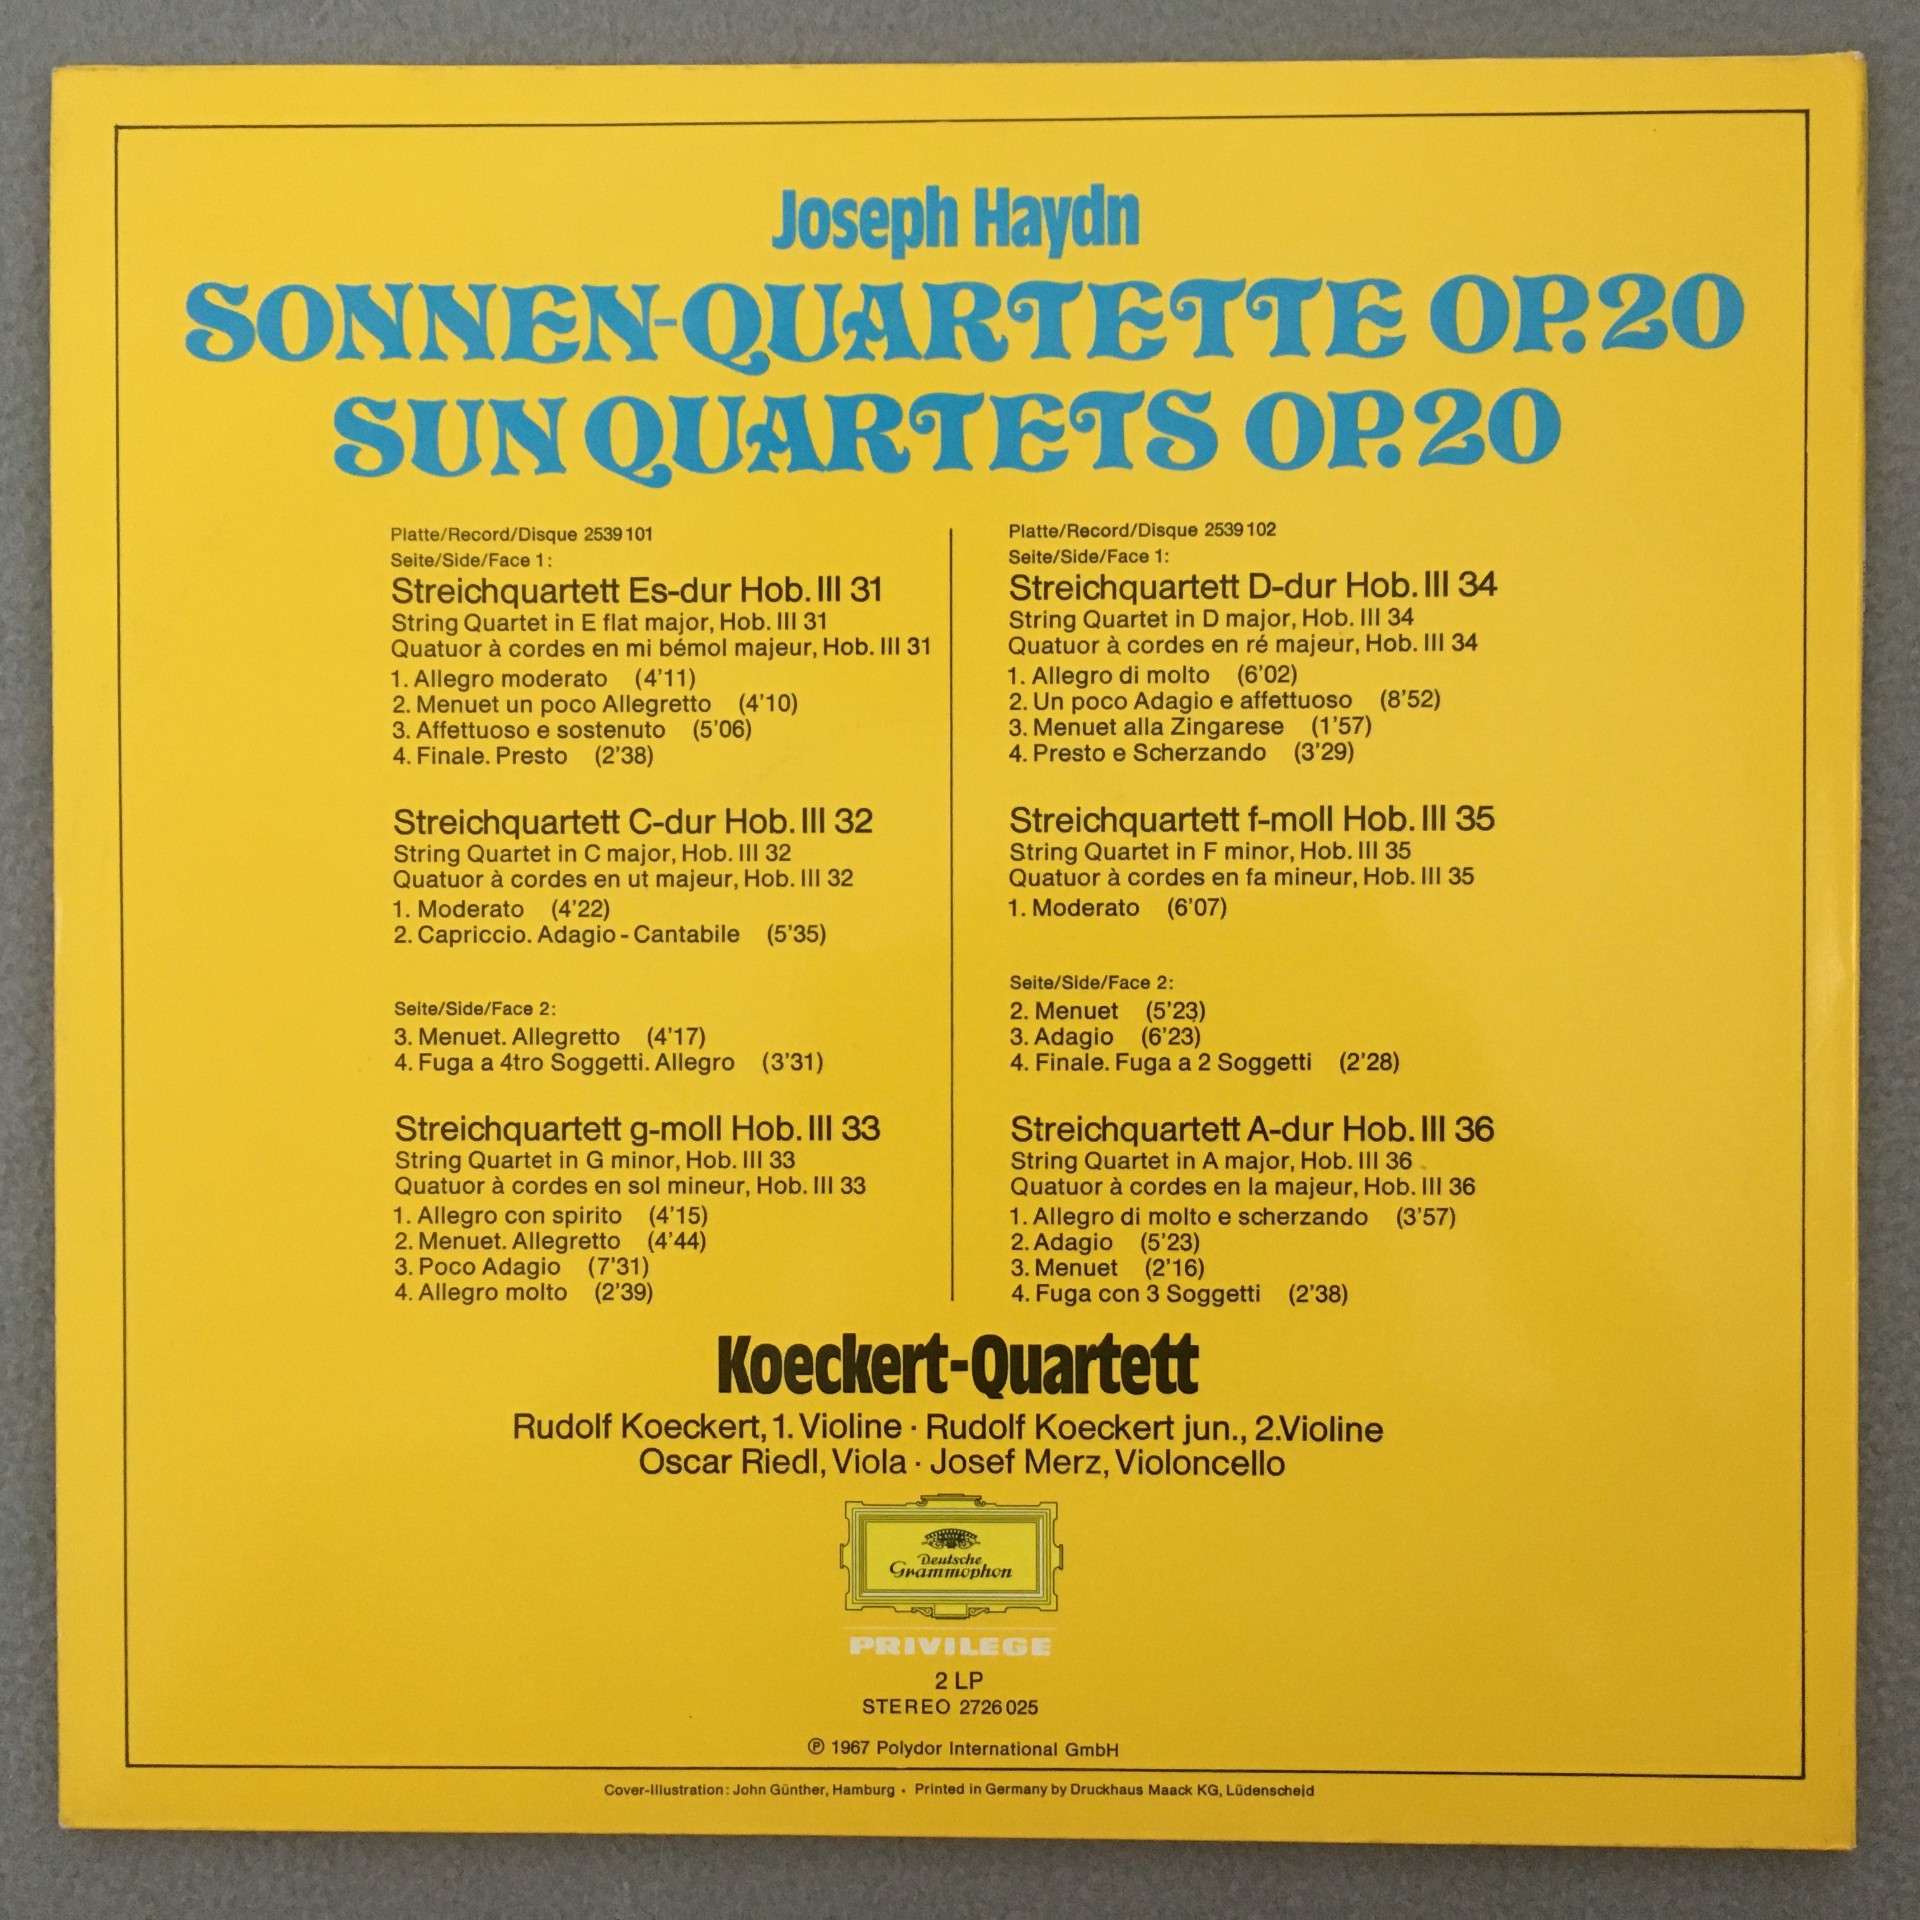 Joseph Haydn
SONNEN-QUARTETTE OP.20
SUN QUARTETS OP.20
Platte/Record/Disque 2539 101
Seite/Side/Face 1:
Streichquartett Es-dur Hob. III 31
String Quartet in E flat major, Hob. III 31
Quatuor à cordes en mi bémol majeur, Hob. III 31
1. Allegro moderato (4'11)
2. Menuet un poco Allegretto (4'10)
3. Affettuoso e sostenuto (5'06)
4. Finale. Presto (2'38)
Streichquartett C-dur Hob. III 32
String Quartet in C major, Hob. III 32
Quatuor à cordes en ut majeur, Hob. III 32
1. Moderato (4'22)
2. Capriccio. Adagio - Cantabile (5'35)
Seite/Side/Face 2:
3. Menuet. Allegretto (4'17)
4. Fuga a 4tro Soggetti. Allegro (3'31)
Streichquartett g-moll Hob. III 33
String Quartet in G minor, Hob. III 33
Quatuor à cordes en sol mineur, Hob. III 33
1. Allegro con spirito (4'15)
2. Menuet. Allegretto (4'44)
3. Poco Adagio (7'31)
4. Allegro molto (2'39)
Platte/Record/Disque 2539 102
Seite/Side/Face 1:
Streichquartett D-dur Hob. III 34
String Quartet in D major, Hob. III 34
Quatuor à cordes en ré majeur, Hob. III 34
1. Allegro di molto (6'02)
2. Un poco Adagio e affettuoso (8'52)
3. Menuet alla Zingarese (1'57)
4. Presto e Scherzando (3'29)
Streichquartett f-moll Hob. III 35
String Quartet in F minor, Hob. III 35
Quatuor à cordes en fa mineur, Hob. III 35
1. Moderato (6'07)
Seite/Side/Face 2:
2. Menuet (5'23)
3. Adagio (6'23)
4. Finale. Fuga a 2 Soggetti (2'28)
Streichquartett A-dur Hob. III 36
String Quartet in A major, Hob. III 36
Quatuor à cordes en la majeur, Hob. III 36
1. Allegro di molto e scherzando (3'57)
2. Adagio (5'23)
3. Menuet (2'16)
4. Fuga con 3 Soggetti (2'38)
Koeckert-Quartett
Rudolf Koeckert, 1. Violine · Rudolf Koeckert jun., 2.Violine
Oscar Riedl, Viola · Josef Merz, Violoncello
Deutsche
Grammophon
PRIVILEGE
2 LP
STEREO 2726 025
℗ 1967 Polydor International GmbH
Cover-Illustration: John Günther, Hamburg · Printed in Germany by Druckhaus Maack KG, Lüdenscheid